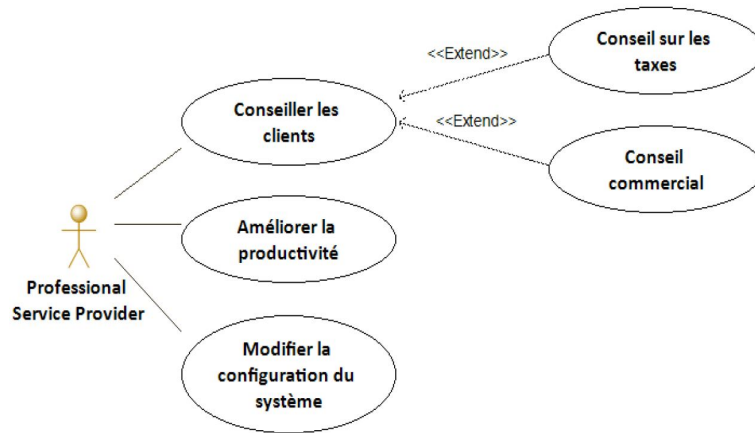 Conseil sur les
taxes
<<Extend>>
Conseiller les
clients
<<Extend>>
Conseil
commercial
Améliorer la
productivité
Professional
Service Provider
Modifier la
configuration du
système